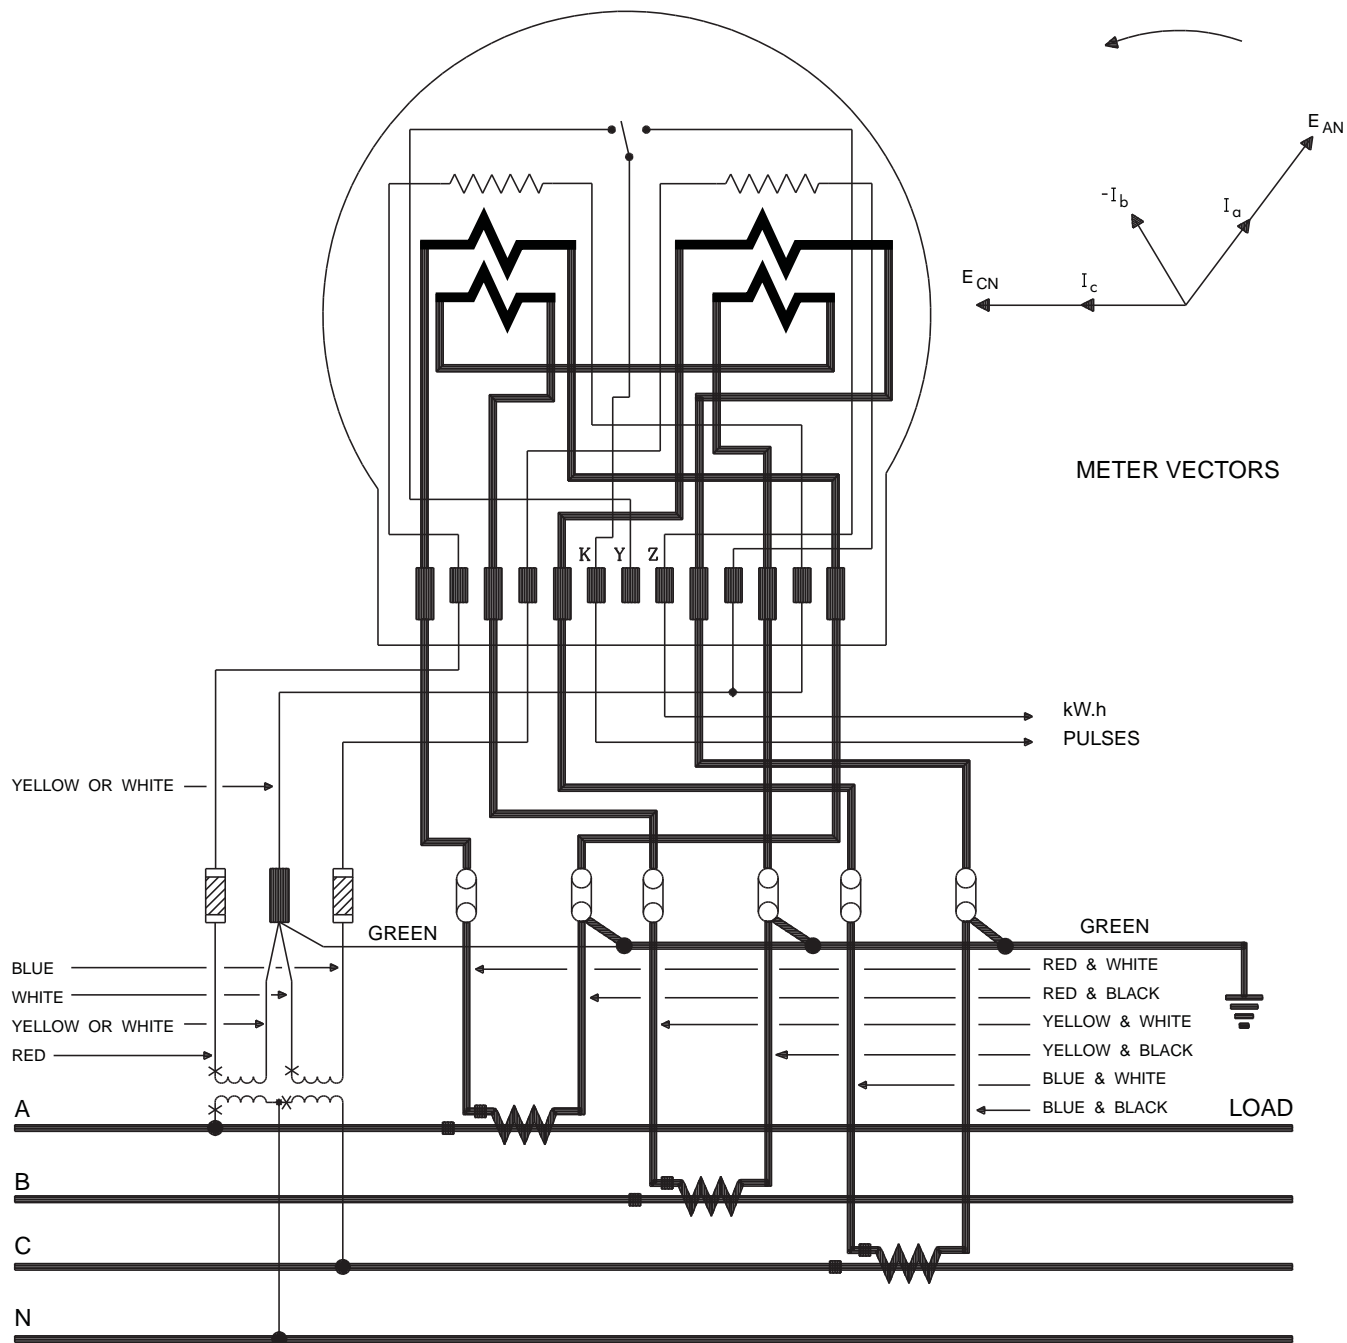 E AN
-I b
I a
E CN
I c
METER VECTORS
K Y Z
kW.h
PULSES
YELLOW OR WHITE
GREEN
GREEN
BLUE
WHITE
YELLOW OR WHITE
RED
RED & WHITE
RED & BLACK
YELLOW & WHITE
YELLOW & BLACK
BLUE & WHITE
BLUE & BLACK
LOAD
A
B
C
N